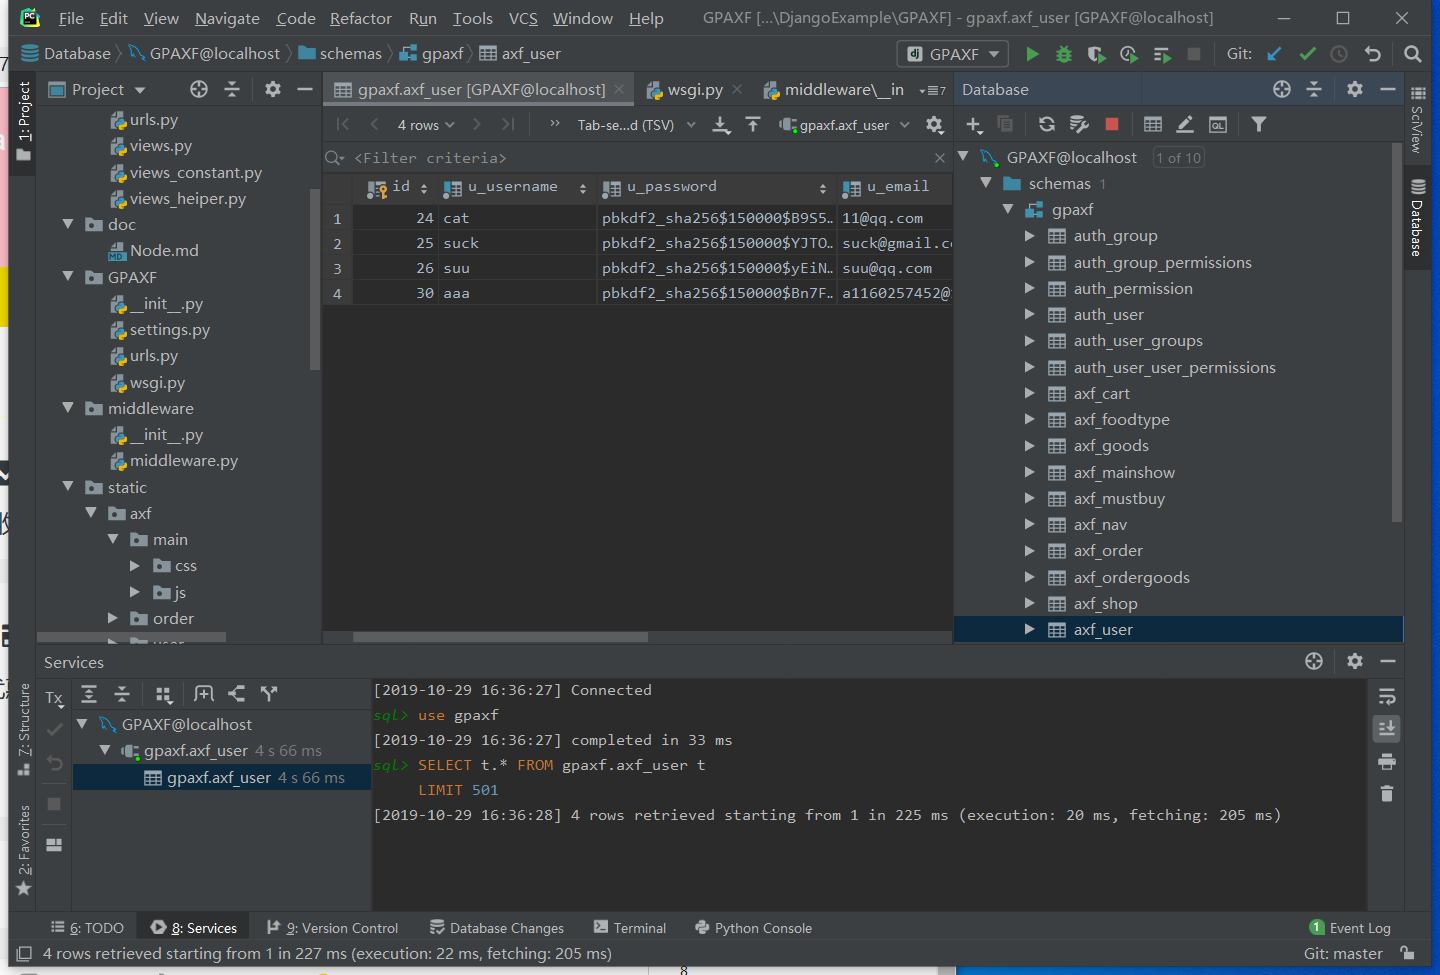 PC File Edit View Navigate Code Refactor Run Tools VCS Window Help GPAXF [...\DjangoExample\GPAXF] - gpaxf.axf_user [GPAXF@localhost]
Database GPAXF@localhost schemas gpaxf axf_user dj GPAXF Git:
1: Project
Project
urls.py
views.py
views_constant.py
views_heiper.py
doc
Node.md
GPAXF
__init__.py
settings.py
urls.py
wsgi.py
middleware
__init__.py
middleware.py
static
axf
main
css
js
order
gpaxf.axf_user [GPAXF@localhost] wsgi.py middleware\__in 7
4 rows Tab-se...d (TSV) gpaxf.axf_user
<Filter criteria>
id u_username u_password u_email
1 24 cat pbkdf2_sha256$150000$B9S5… 11@qq.com
2 25 suck pbkdf2_sha256$150000$YJTO… suck@gmail.c
3 26 suu pbkdf2_sha256$150000$yEiN… suu@qq.com
4 30 aaa pbkdf2_sha256$150000$Bn7F… a1160257452@
Database
QL
GPAXF@localhost 1 of 10
schemas 1
gpaxf
auth_group
auth_group_permissions
auth_permission
auth_user
auth_user_groups
auth_user_user_permissions
axf_cart
axf_foodtype
axf_goods
axf_mainshow
axf_mustbuy
axf_nav
axf_order
axf_ordergoods
axf_shop
axf_user
SciView
Database
Services
Tx
GPAXF@localhost
gpaxf.axf_user 4 s 66 ms
gpaxf.axf_user 4 s 66 ms
[2019-10-29 16:36:27] Connected
sql> use gpaxf
[2019-10-29 16:36:27] completed in 33 ms
sql> SELECT t.* FROM gpaxf.axf_user t
LIMIT 501
[2019-10-29 16:36:28] 4 rows retrieved starting from 1 in 225 ms (execution: 20 ms, fetching: 205 ms)
Z: Structure
2: Favorites
6: TODO 8: Services 9: Version Control Database Changes Terminal Python Console 1 Event Log
4 rows retrieved starting from 1 in 227 ms (execution: 22 ms, fetching: 205 ms) Git: master
8